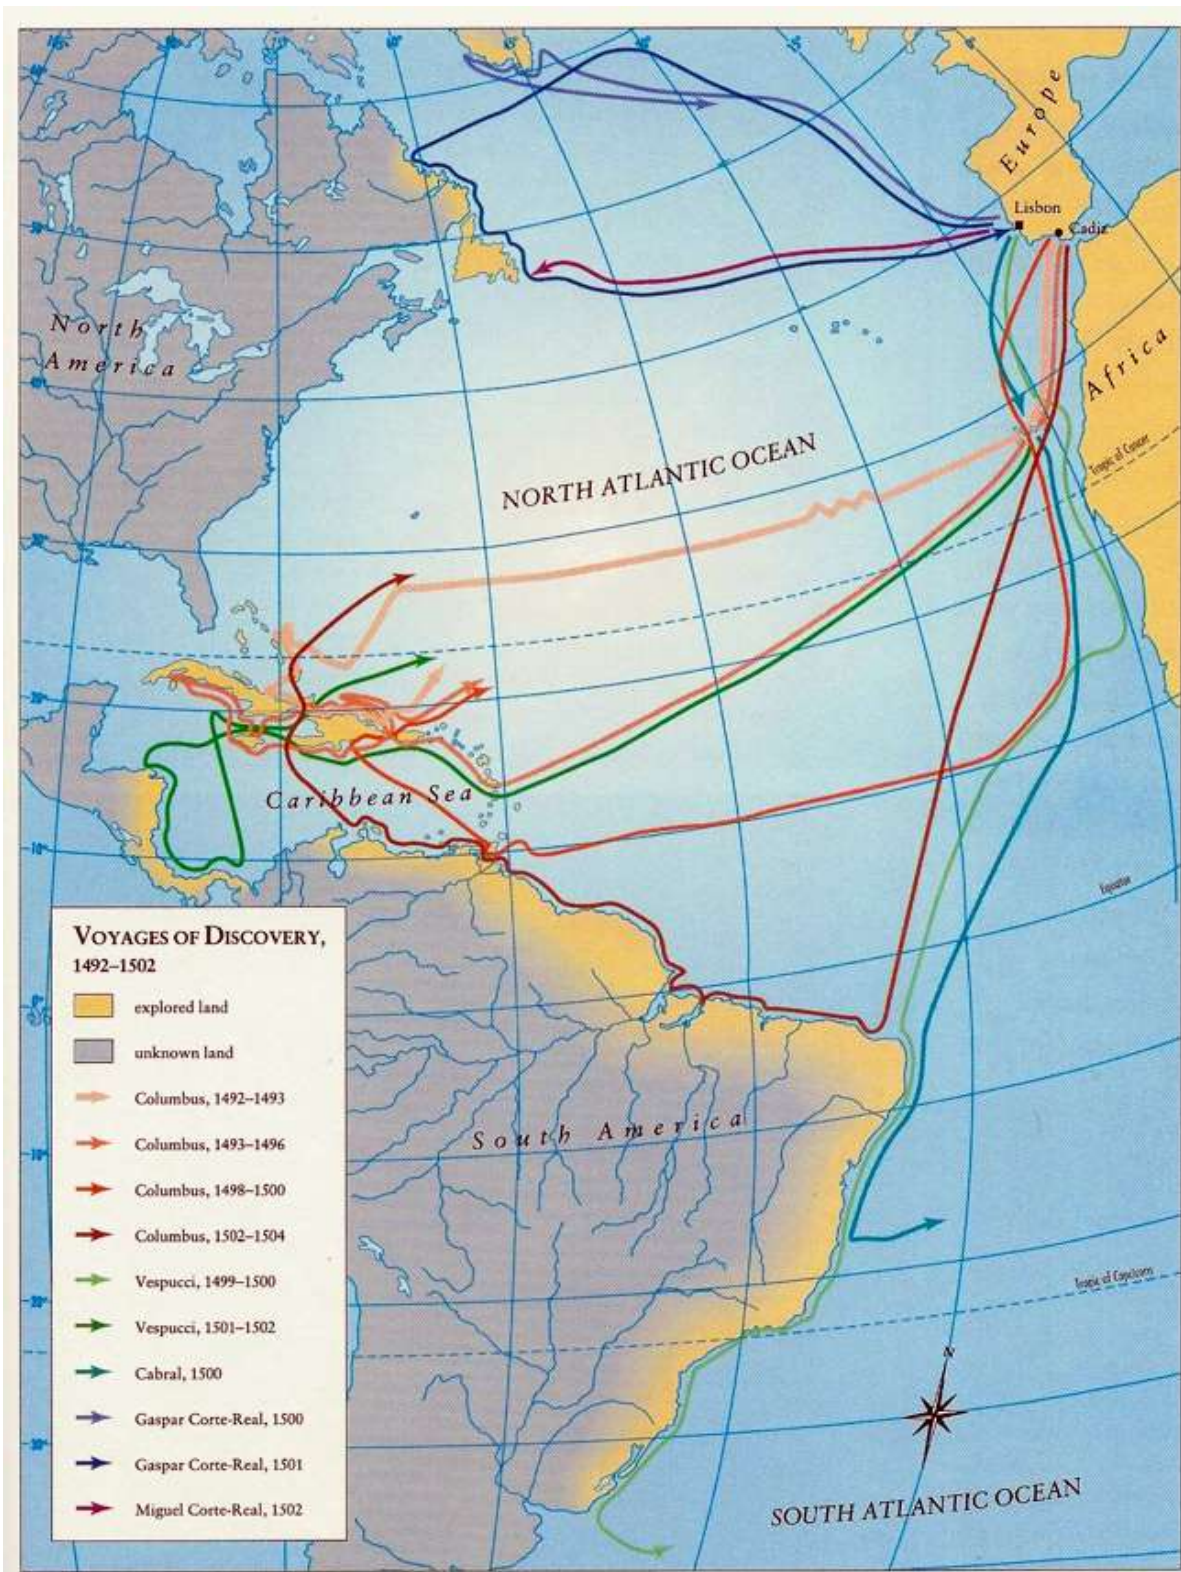 Europe
Lisbon
Cadiz
North
America
Africa
Tropic of Cancer
NORTH ATLANTIC OCEAN
Caribbean Sea
Equator
VOYAGES OF DISCOVERY,
1492–1502
explored land
unknown land
Columbus, 1492–1493
Columbus, 1493–1496
Columbus, 1498–1500
Columbus, 1502–1504
Vespucci, 1499–1500
Vespucci, 1501–1502
Cabral, 1500
Gaspar Corte-Real, 1500
Gaspar Corte-Real, 1501
Miguel Corte-Real, 1502
South America
Tropic of Capricorn
N
SOUTH ATLANTIC OCEAN